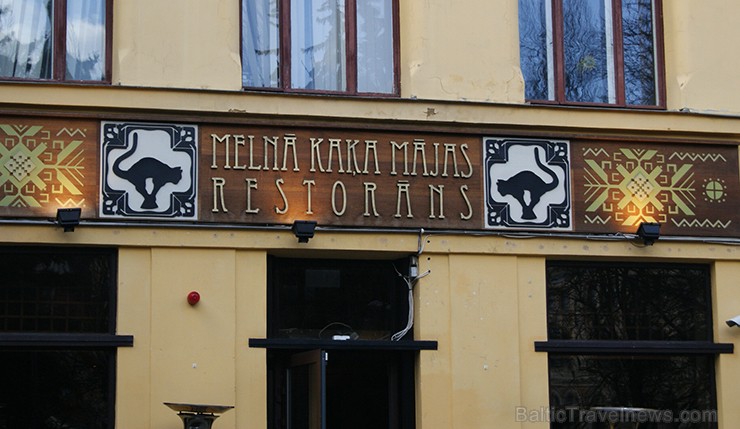 MELNĀ KAĶA MĀJAS
RESTORĀNS
BalticTravelnews.com